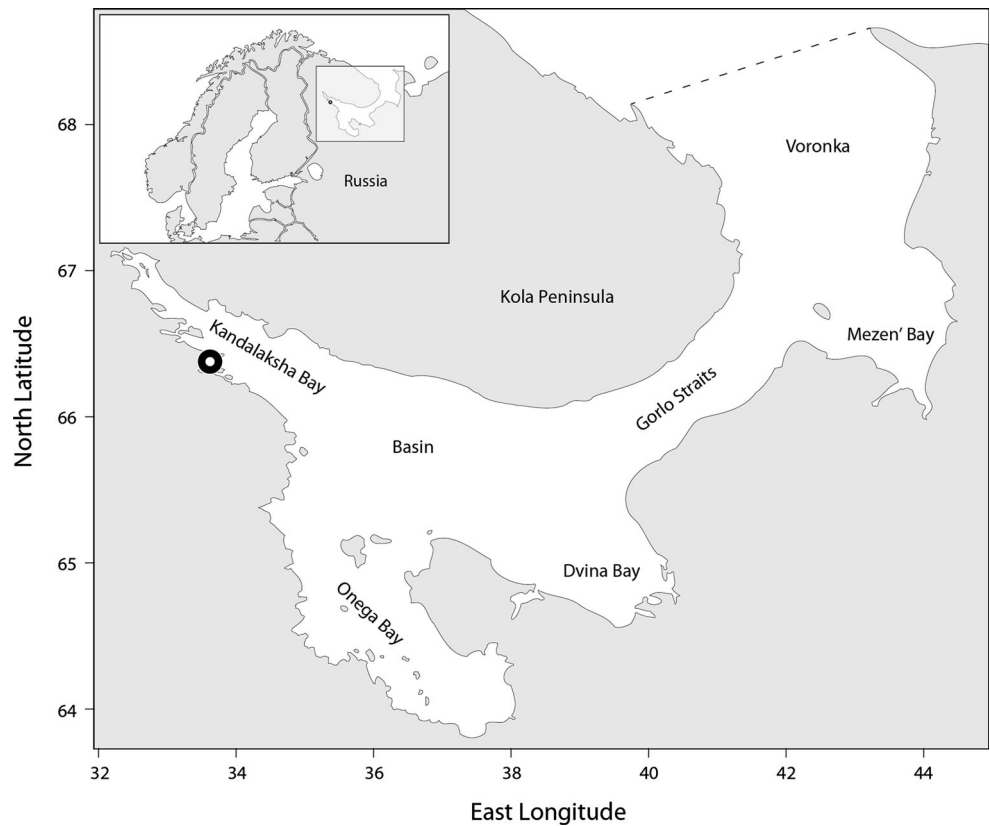 68
Voronka
Russia
67
Kola Peninsula
Mezen' Bay
Kandalaksha Bay
Gorlo Straits
North Latitude
66
Basin
65
Dvina Bay
Onega Bay
64
32 34 36 38 40 42 44
East Longitude